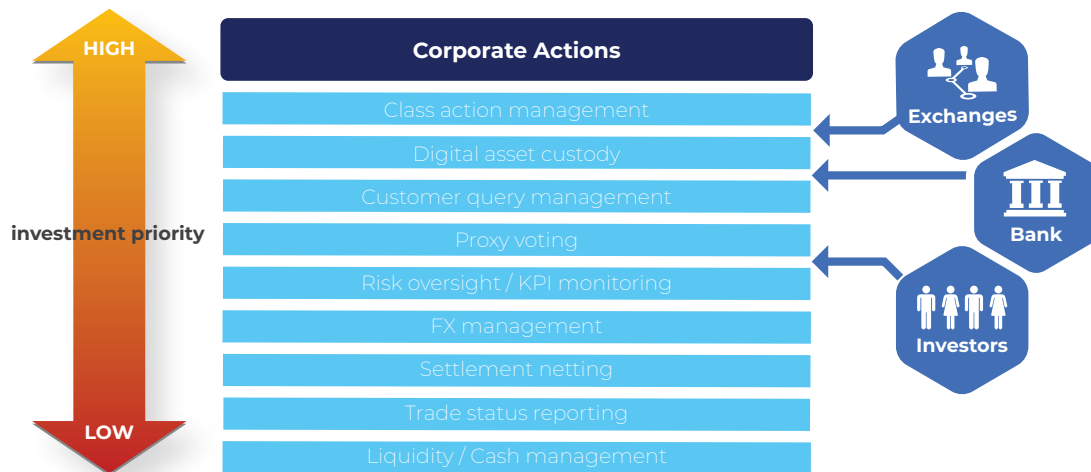 HIGH
Corporate Actions
Class action management
Digital asset custody
Customer query management
investment priority
Proxy voting
Risk oversight / KPI monitoring
FX management
Settlement netting
Trade status reporting
LOW
Liquidity / Cash management
Exchanges
Bank
Investors